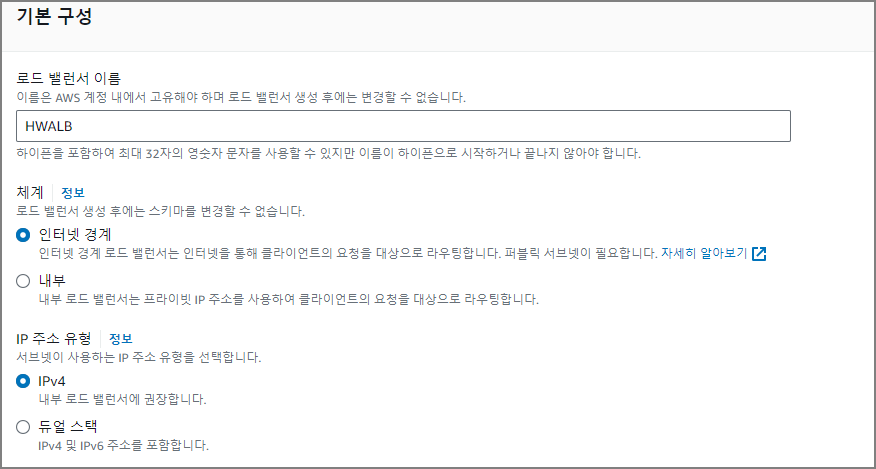 기본 구성
로드 밸런서 이름
이름은 AWS 계정 내에서 고유해야 하며 로드 밸런서 생성 후에는 변경할 수 없습니다.
HWALB
하이픈을 포함하여 최대 32자의 영숫자 문자를 사용할 수 있지만 이름이 하이픈으로 시작하거나 끝나지 않아야 합니다.
체계 정보
로드 밸런서 생성 후에는 스키마를 변경할 수 없습니다.
인터넷 경계
인터넷 경계 로드 밸런서는 인터넷을 통해 클라이언트의 요청을 대상으로 라우팅합니다. 퍼블릭 서브넷이 필요합니다. 자세히 알아보기
내부
내부 로드 밸런서는 프라이빗 IP 주소를 사용하여 클라이언트의 요청을 대상으로 라우팅합니다.
IP 주소 유형 정보
서브넷이 사용하는 IP 주소 유형을 선택합니다.
IPv4
내부 로드 밸런서에 권장합니다.
듀얼 스택
IPv4 및 IPv6 주소를 포함합니다.